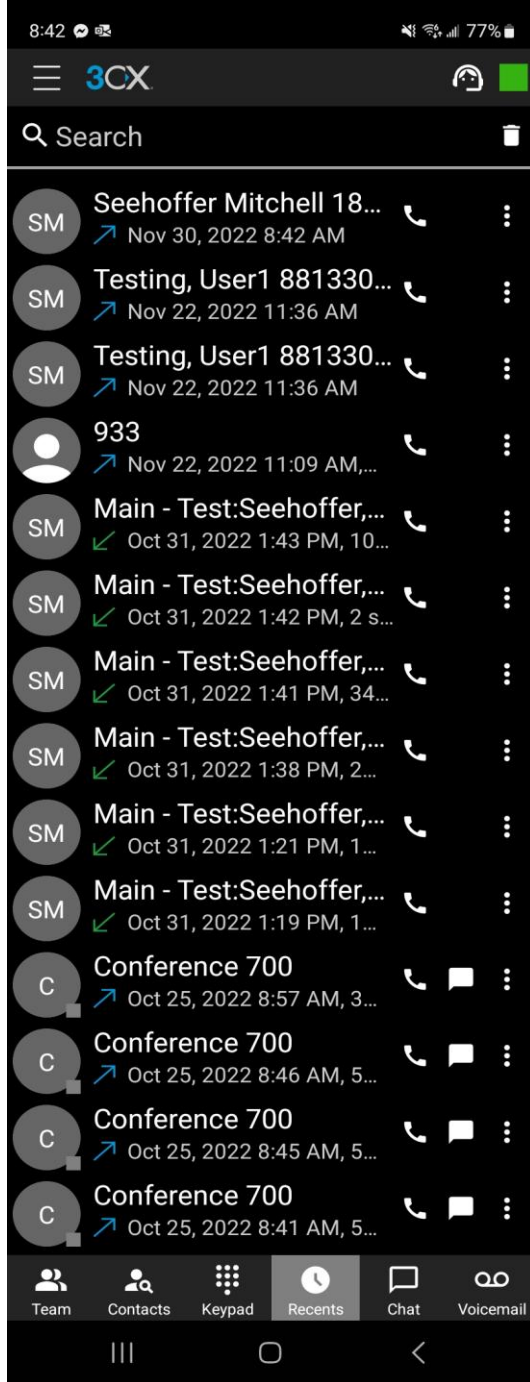 8:42 77%
3CX
Search
SM Seehoffer Mitchell 18...
Nov 30, 2022 8:42 AM
SM Testing, User1 881330...
Nov 22, 2022 11:36 AM
SM Testing, User1 881330...
Nov 22, 2022 11:36 AM
933
Nov 22, 2022 11:09 AM,...
SM Main - Test:Seehoffer,...
Oct 31, 2022 1:43 PM, 10...
SM Main - Test:Seehoffer,...
Oct 31, 2022 1:42 PM, 2 s...
SM Main - Test:Seehoffer,...
Oct 31, 2022 1:41 PM, 34...
SM Main - Test:Seehoffer,...
Oct 31, 2022 1:38 PM, 2...
SM Main - Test:Seehoffer,...
Oct 31, 2022 1:21 PM, 1...
SM Main - Test:Seehoffer,...
Oct 31, 2022 1:19 PM, 1...
C Conference 700
Oct 25, 2022 8:57 AM, 3...
C Conference 700
Oct 25, 2022 8:46 AM, 5...
C Conference 700
Oct 25, 2022 8:45 AM, 5...
C Conference 700
Oct 25, 2022 8:41 AM, 5...
Team Contacts Keypad Recents Chat Voicemail